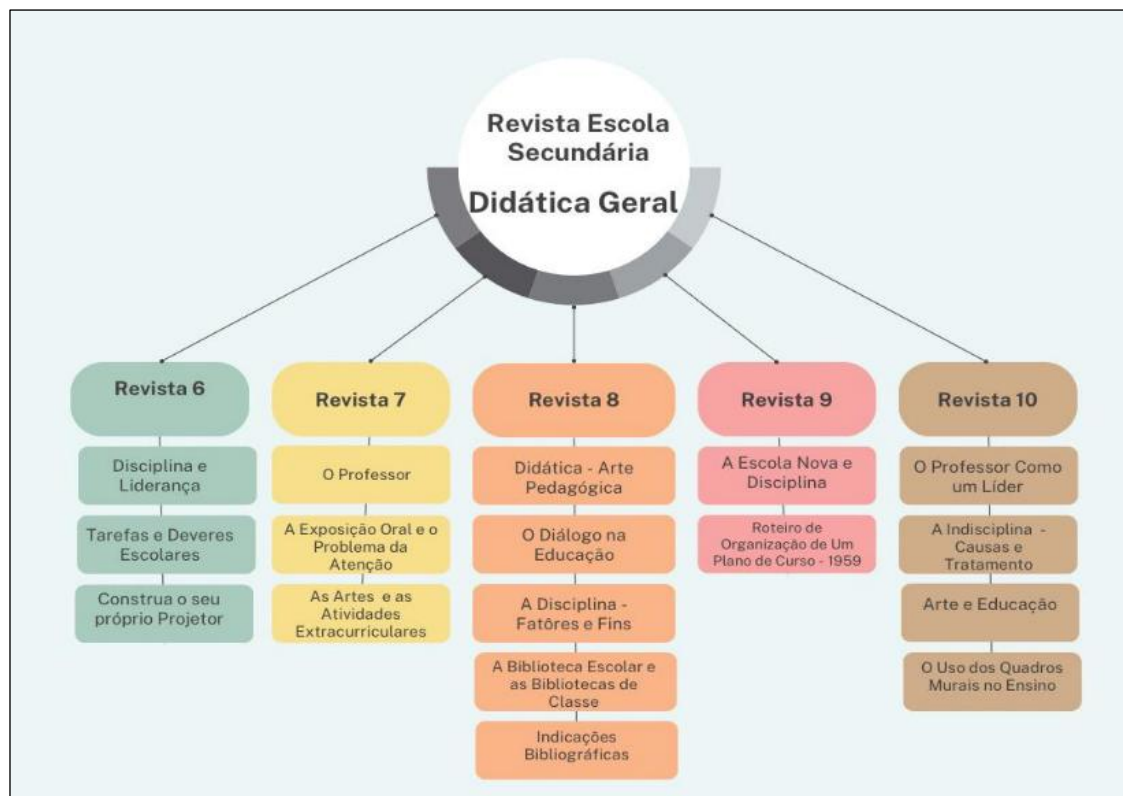 Revista Escola
Secundária
Didática Geral
Revista 6
Disciplina e
Liderança
Tarefas e Deveres
Escolares
Construa o seu
próprio Projetor
Revista 7
O Professor
A Exposição Oral e o
Problema da
Atenção
As Artes e as
Atividades
Extracurriculares
Revista 8
Didática - Arte
Pedagógica
O Diálogo na
Educação
A Disciplina -
Fatôres e Fins
A Biblioteca Escolar e
as Bibliotecas de
Classe
Indicações
Bibliográficas
Revista 9
A Escola Nova e
Disciplina
Roteiro de
Organização de Um
Plano de Curso - 1959
Revista 10
O Professor Como
um Líder
A Indisciplina -
Causas e
Tratamento
Arte e Educação
O Uso dos Quadros
Murais no Ensino